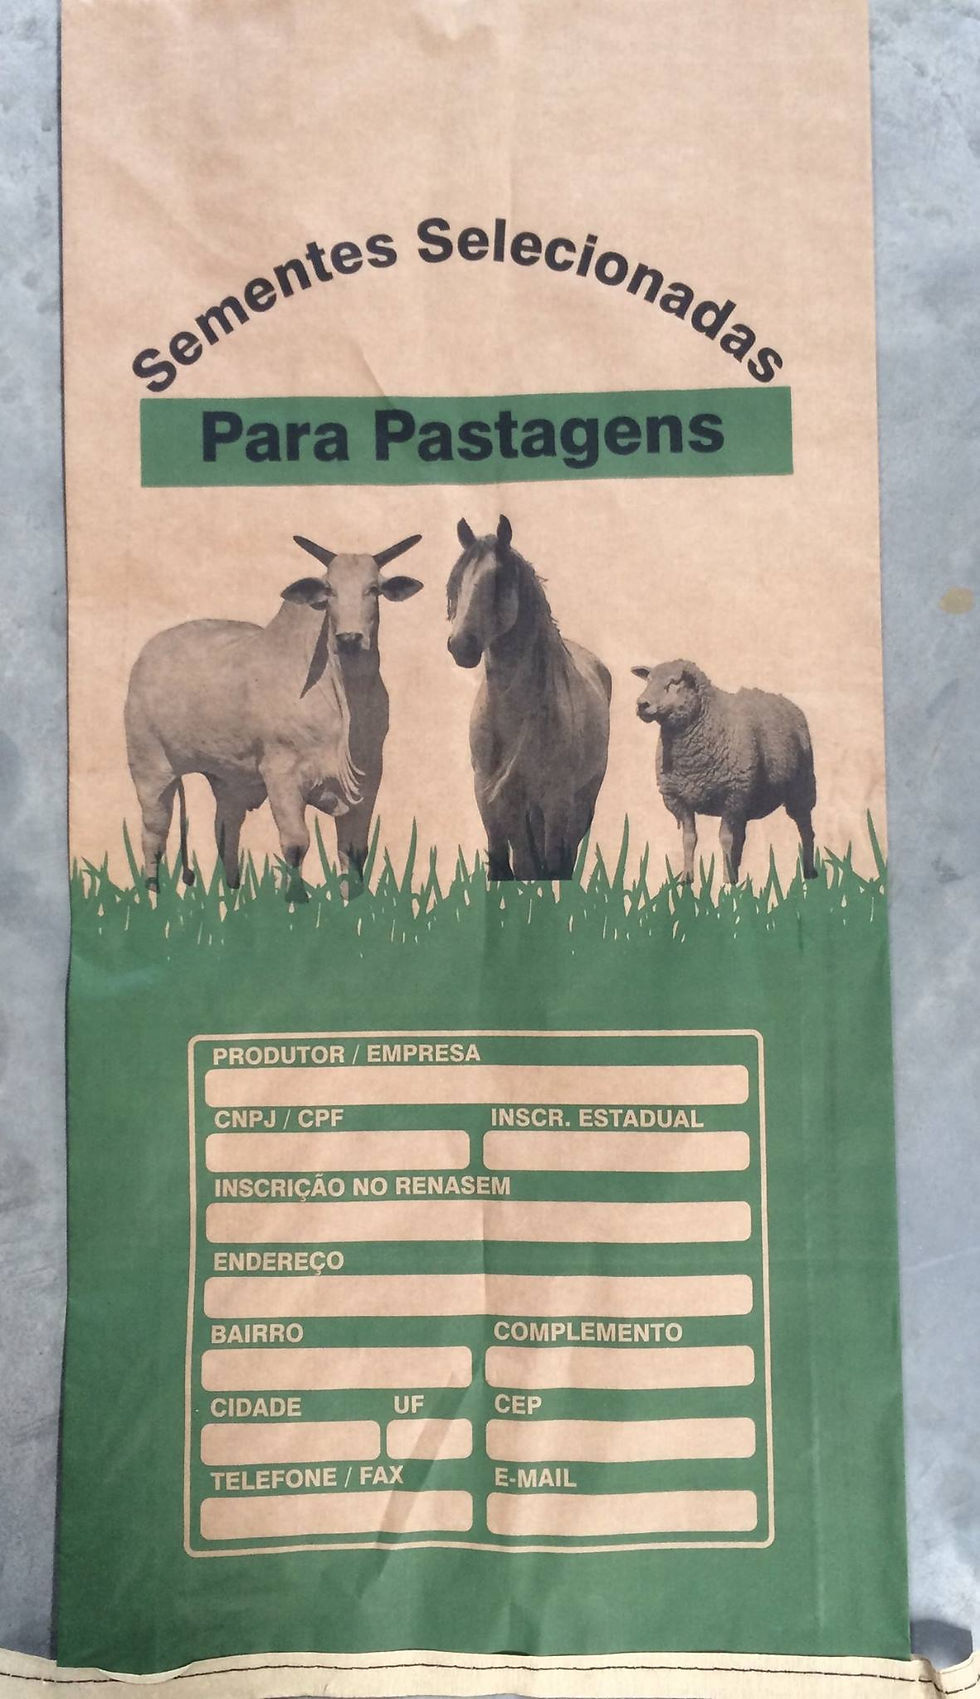 Sementes Selecionadas
Para Pastagens
PRODUTOR / EMPRESA
CNPJ / CPF INSCR. ESTADUAL
INSCRIÇÃO NO RENASEM
ENDEREÇO
BAIRRO COMPLEMENTO
CIDADE UF CEP
TELEFONE / FAX E-MAIL